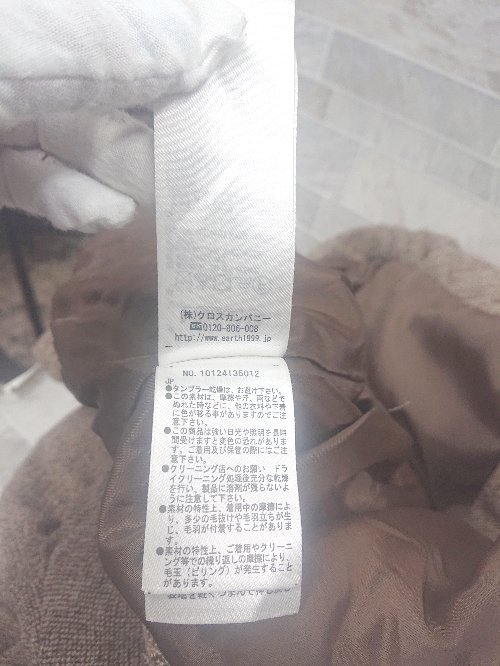 (株)クロスカンパニー
0120-806-008
http://www.earth1999.jp
NO. 10124135012
JP
●タンブラー乾燥は、お避け下さい。
●この素材は、摩擦や汗、雨などで
ぬれた時などに、他の衣料や下着
に色が移る事がありますのでご注
意下さい。
●この商品は強い日光や照明を長時
間受けますと変色の恐れがありま
す。ご着用及び保管の際にはご注
意下さい。
●クリーニング店へのお願い ドラ
イクリーニング処理後充分な乾燥
を行い、製品に溶剤が残らないよう
に注意して下さい。
●素材の特性上、着用中の摩擦によ
り、多少の毛抜けや毛羽立ちが生
じ、毛羽が付着することがありま
す。
●素材の特性上、ご着用やクリーニ
ング等での繰り返しの摩擦により、
毛玉(ピリング)が発生すること
があります。